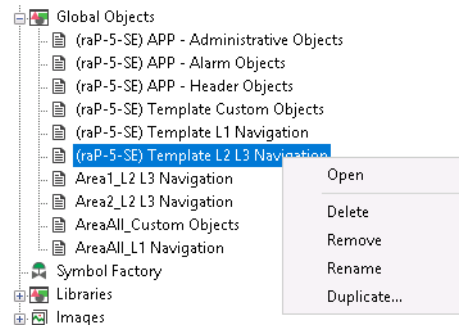 Global Objects
(raP-5-SE) APP - Administrative Objects
(raP-5-SE) APP - Alarm Objects
(raP-5-SE) APP - Header Objects
(raP-5-SE) Template Custom Objects
(raP-5-SE) Template L1 Navigation
(raP-5-SE) Template L2 L3 Navigation
Area1_L2 L3 Navigation
Area2_L2 L3 Navigation
AreaAll_Custom Objects
AreaAll_L1 Navigation
Symbol Factory
Libraries
Images
Open
Delete
Remove
Rename
Duplicate...